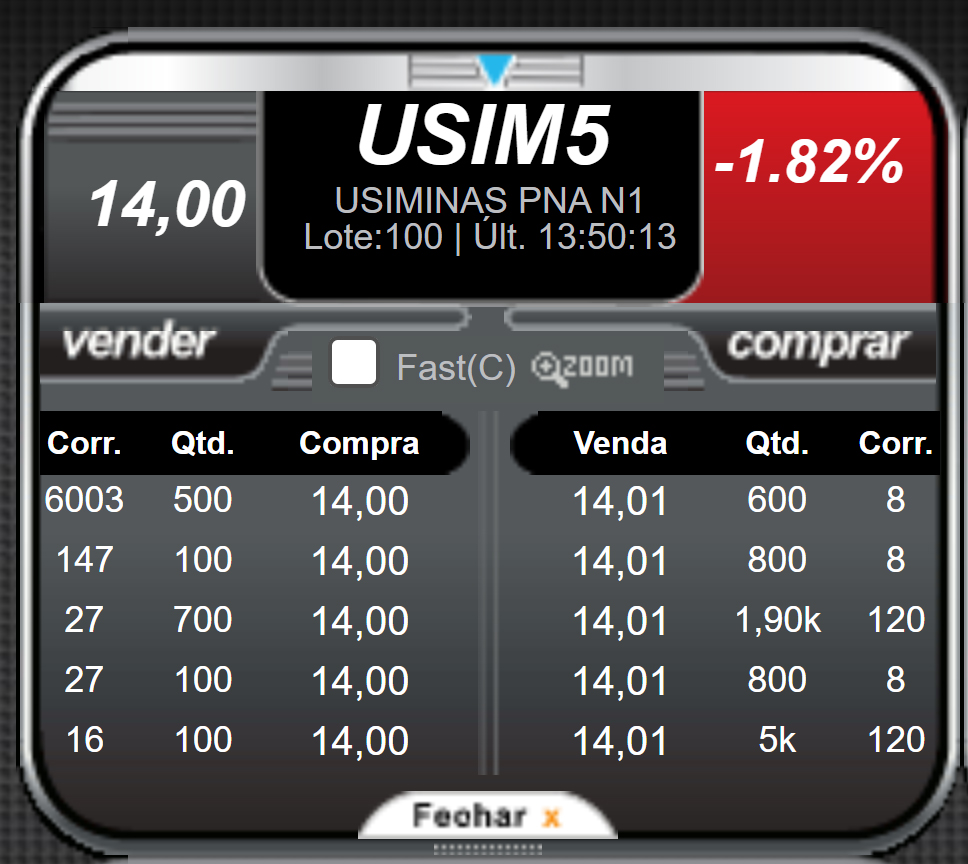 USIM5
14,00
-1.82%
USIMINAS PNA N1
Lote:100 | Últ. 13:50:13
vender
comprar
Fast(C) ZOOM
Corr. Qtd. Compra Venda Qtd. Corr.
6003 500 14,00 14,01 600 8
147 100 14,00 14,01 800 8
27 700 14,00 14,01 1,90k 120
27 100 14,00 14,01 800 8
16 100 14,00 14,01 5k 120
Fechar x